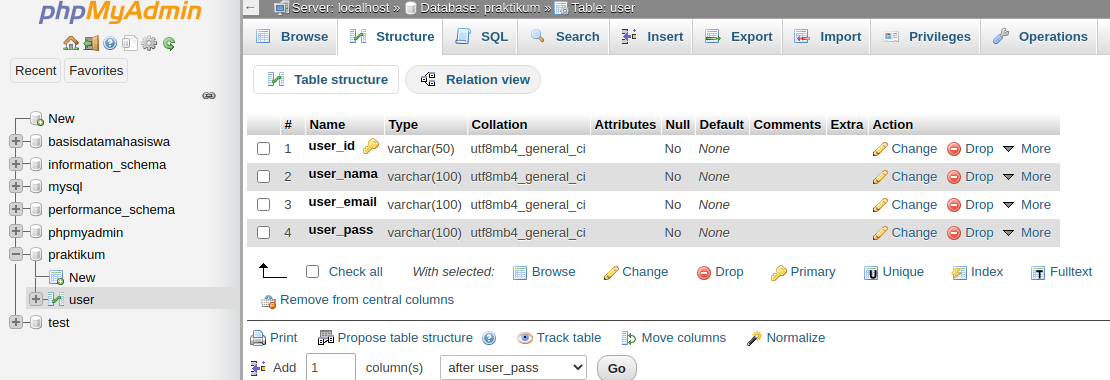 phpMyAdmin
Recent Favorites
New
basisdatamahasiswa
information_schema
mysql
performance_schema
phpmyadmin
praktikum
New
user
test
Server: localhost » Database: praktikum » Table: user
Browse Structure SQL Search Insert Export Import Privileges Operations
Table structure Relation view
# Name Type Collation Attributes Null Default Comments Extra Action
1 user_id varchar(50) utf8mb4_general_ci No None Change Drop More
2 user_nama varchar(100) utf8mb4_general_ci No None Change Drop More
3 user_email varchar(100) utf8mb4_general_ci No None Change Drop More
4 user_pass varchar(100) utf8mb4_general_ci No None Change Drop More
Check all With selected: Browse Change Drop Primary Unique Index Fulltext
Remove from central columns
Print Propose table structure Track table Move columns Normalize
Add 1 column(s) after user_pass Go